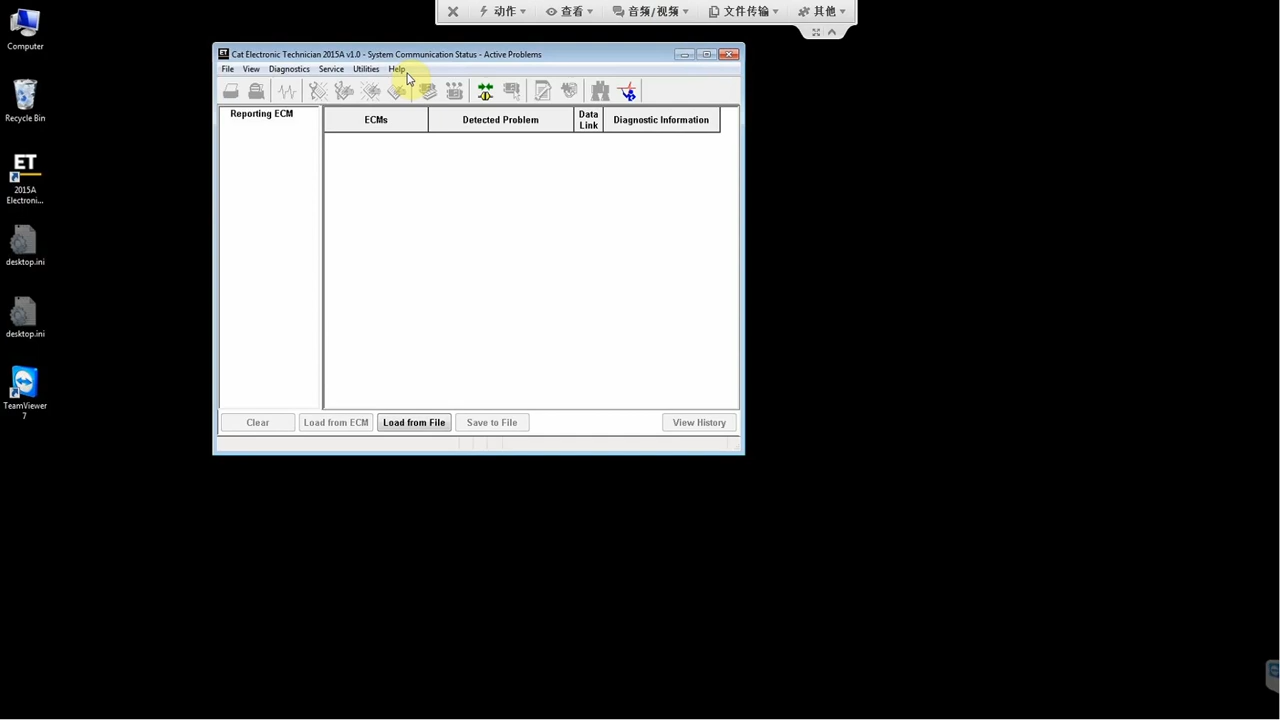 动作
查看
音频/视频
文件传输
其他
Computer
Recycle Bin
ET
2015A
Electroni...
desktop.ini
desktop.ini
TeamViewer
7
ET Cat Electronic Technician 2015A v1.0 - System Communication Status - Active Problems
File View Diagnostics Service Utilities Help
Reporting ECM
ECMs
Detected Problem
Data
Link
Diagnostic Information
Clear
Load from ECM
Load from File
Save to File
View History